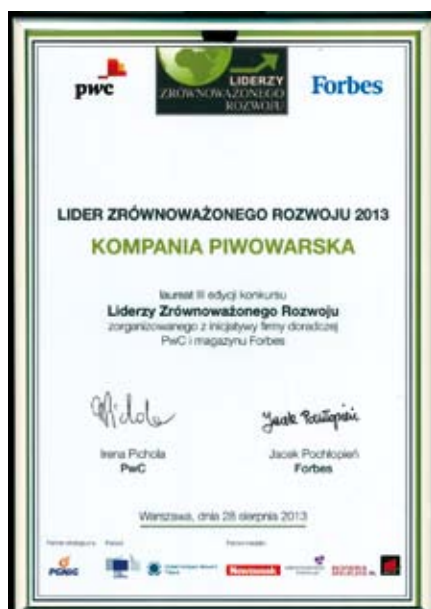 pwc
LIDERZY
ZRÓWNOWAŻONEGO
ROZWOJU
Forbes
LIDER ZRÓWNOWAŻONEGO ROZWOJU 2013
KOMPANIA PIWOWARSKA
laureat III edycji konkursu
Liderzy Zrównoważonego Rozwoju
zorganizowanego z inicjatywy firmy doradczej
PwC i magazynu Forbes
Irena Pichola
PwC
Jacek Pochłopień
Forbes
Warszawa, dnia 28 sierpnia 2013
PGNiG
Newsweek